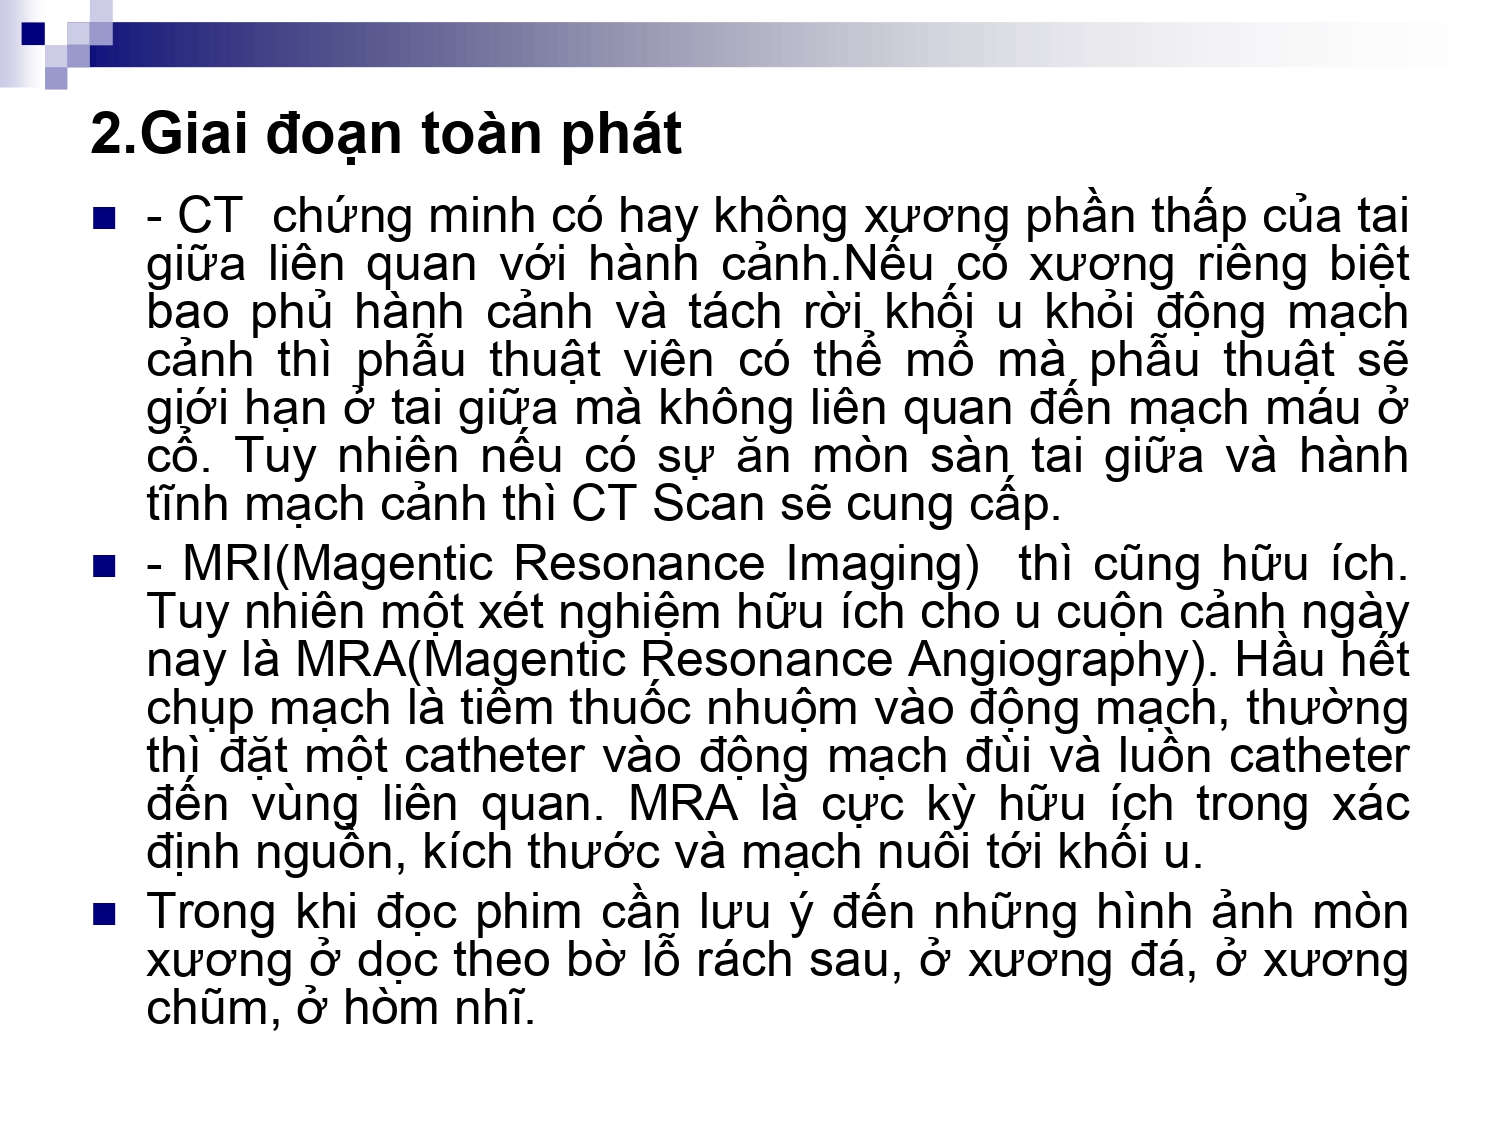 2.Giai đoạn toàn phát
- CT  chứng minh có hay không xương phần thấp của tai
giữa liên quan với hành cảnh.Nếu có xương riêng biệt
bao phủ hành cảnh và tách rời khối u khỏi động mạch
cảnh thì phẫu thuật viên có thể mổ mà phẫu thuật sẽ
giới hạn ở tai giữa mà không liên quan đến mạch máu ở
cổ. Tuy nhiên nếu có sự ăn mòn sàn tai giữa và hành
tĩnh mạch cảnh thì CT Scan sẽ cung cấp.
- MRI(Magentic Resonance Imaging)  thì cũng hữu ích.
Tuy nhiên một xét nghiệm hữu ích cho u cuộn cảnh ngày
nay là MRA(Magentic Resonance Angiography). Hầu hết
chụp mạch là tiêm thuốc nhuộm vào động mạch, thường
thì đặt một catheter vào động mạch đùi và luồn catheter
đến vùng liên quan. MRA là cực kỳ hữu ích trong xác
định nguồn, kích thước và mạch nuôi tới khối u.
Trong khi đọc phim cần lưu ý đến những hình ảnh mòn
xương ở dọc theo bờ lỗ rách sau, ở xương đá, ở xương
chũm, ở hòm nhĩ.